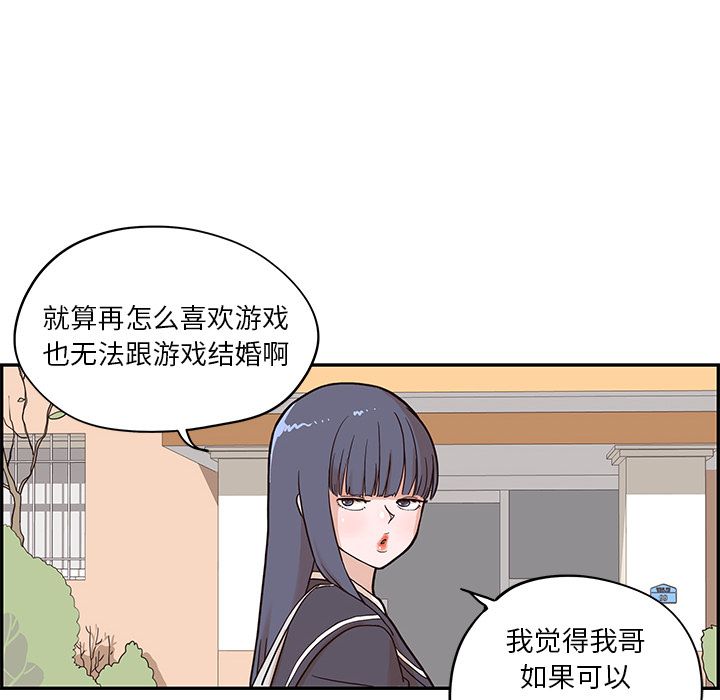 就算再怎么喜欢游戏
也无法跟游戏结婚啊
我觉得我哥
如果可以